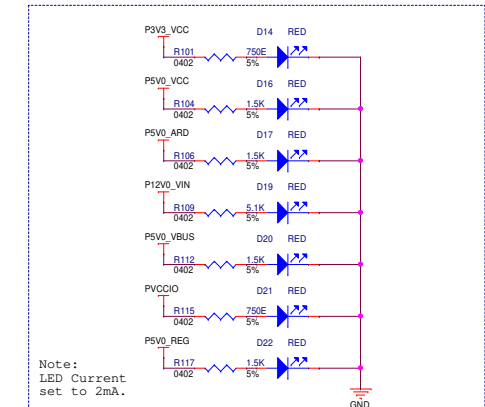 P3V3_VCC D14 RED
R101 750E
0402 5%
P5V0_VCC D16 RED
R104 1.5K
0402 5%
P5V0_ARD D17 RED
R106 1.5K
0402 5%
P12V0_VIN D19 RED
R109 5.1K
0402 5%
P5V0_VBUS D20 RED
R112 1.5K
0402 5%
PVCCIO D21 RED
R115 750E
0402 5%
P5V0_REG D22 RED
R117 1.5K
0402 5%
Note:
LED Current
set to 2mA.
GND